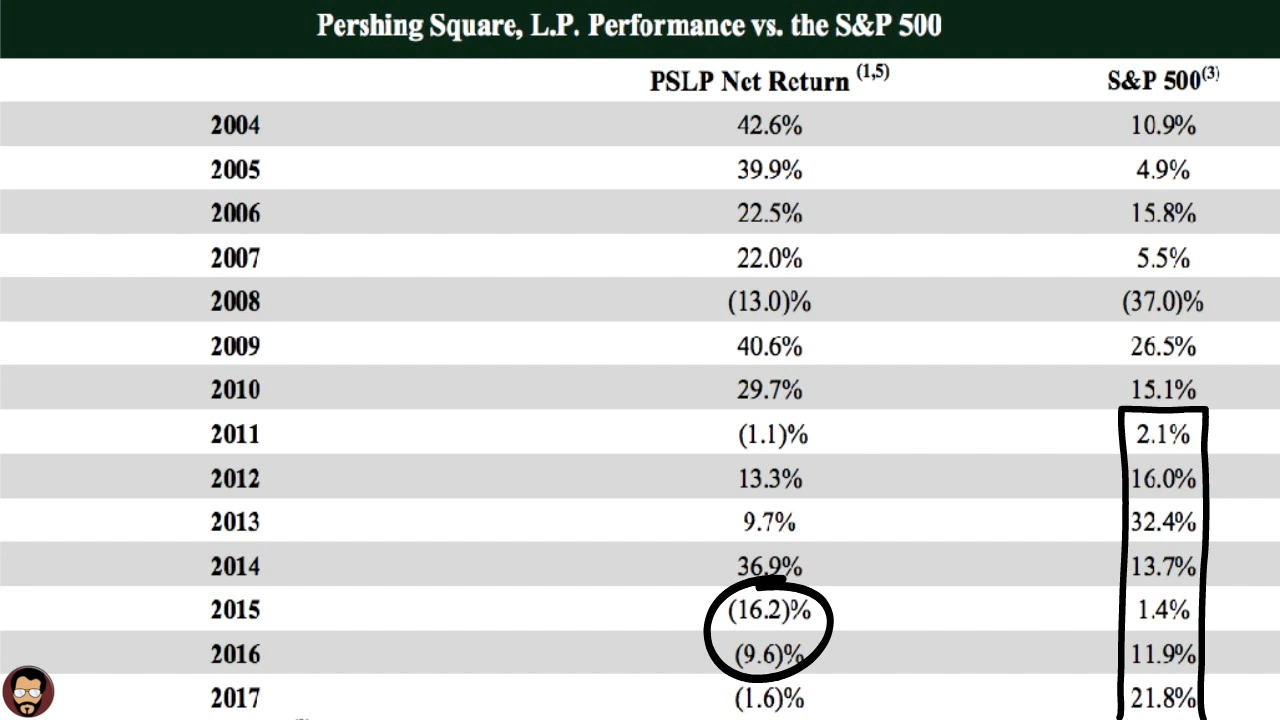 Pershing Square, L.P. Performance vs. the S&P 500
PSLP Net Return (1,5) S&P 500(3)
2004 42.6% 10.9%
2005 39.9% 4.9%
2006 22.5% 15.8%
2007 22.0% 5.5%
2008 (13.0)% (37.0)%
2009 40.6% 26.5%
2010 29.7% 15.1%
2011 (1.1)% 2.1%
2012 13.3% 16.0%
2013 9.7% 32.4%
2014 36.9% 13.7%
2015 (16.2)% 1.4%
2016 (9.6)% 11.9%
2017 (1.6)% 21.8%